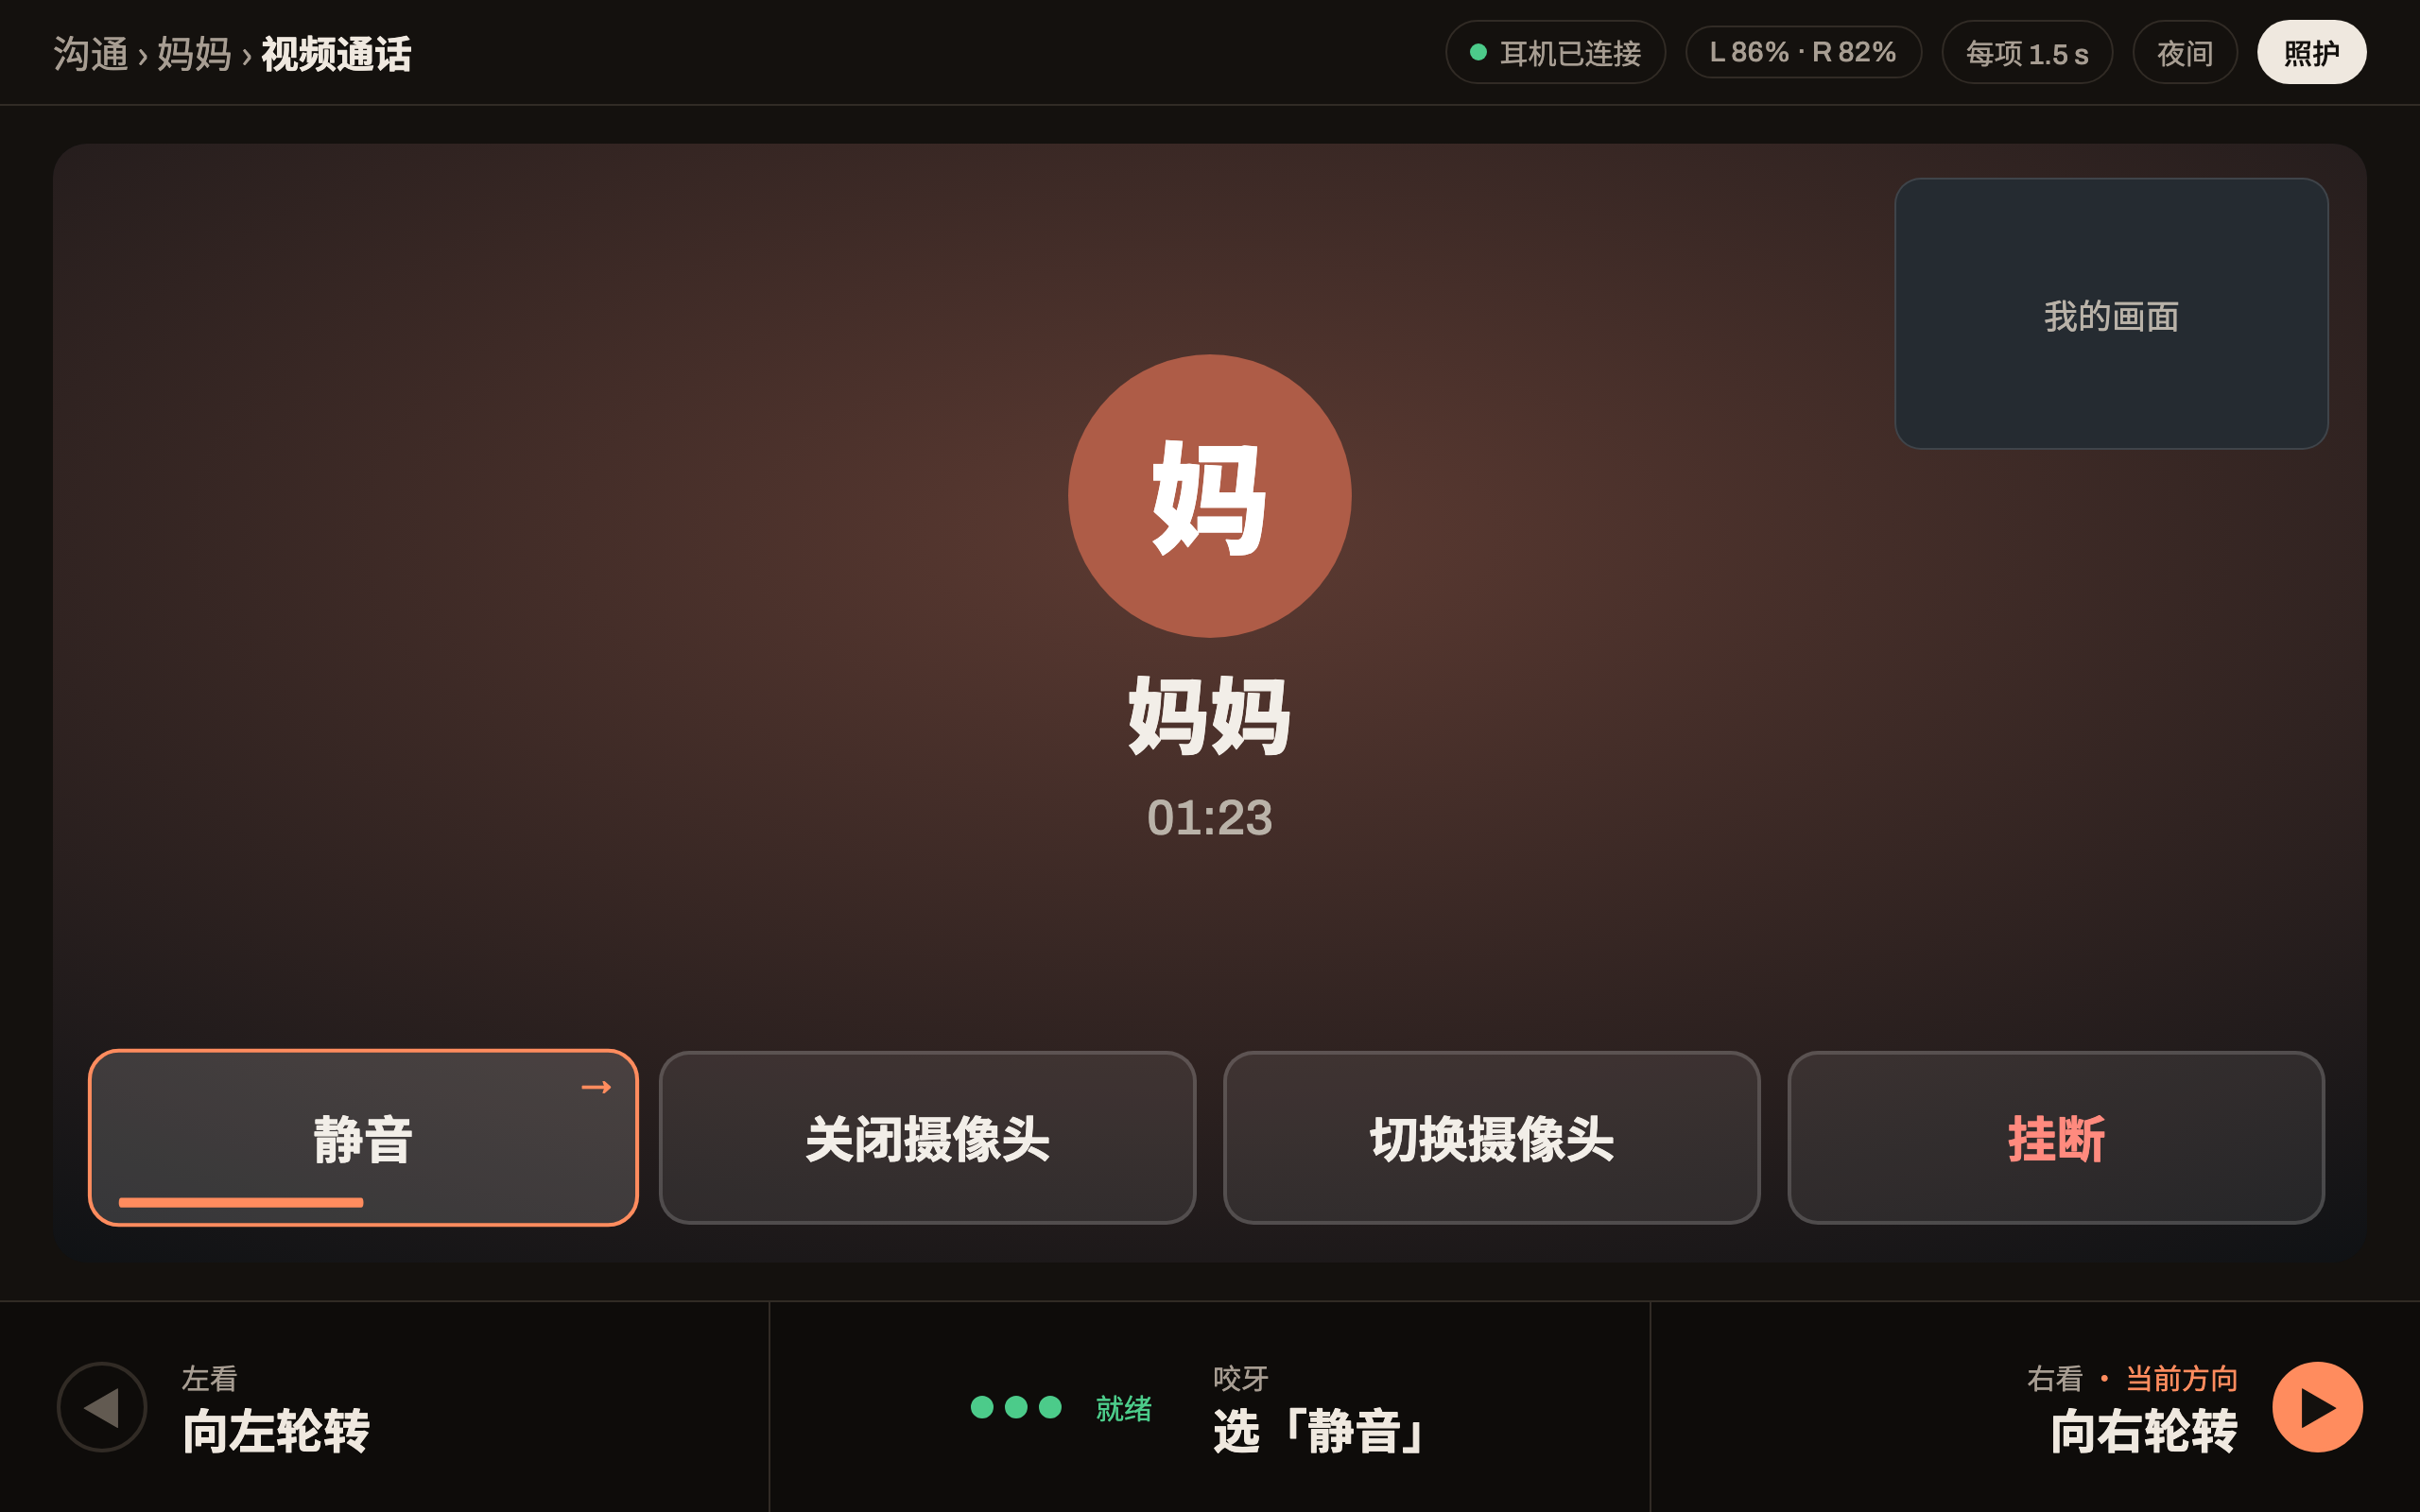 沟通 › 妈妈 › 视频通话
耳机已连接
L 86% · R 82%
每项 1.5 s
夜间
照护
我的画面
妈
妈妈
01:23
静音 →
关闭摄像头
切换摄像头
挂断
左看
向左轮转
就绪
咬牙
选「静音」
右看 · 当前方向
向右轮转